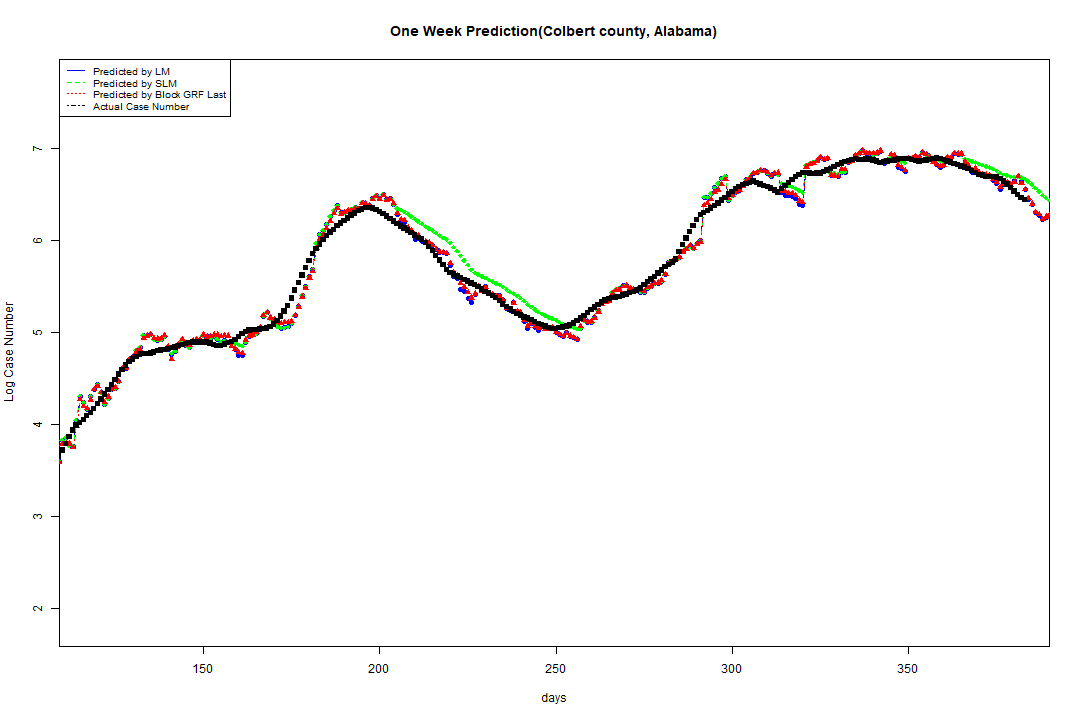 One Week Prediction(Colbert county, Alabama)
Predicted by LM
Predicted by SLM
Predicted by Block GRF Last
Actual Case Number
7
6
5
4
3
2
Log Case Number
150 200 250 300 350
days